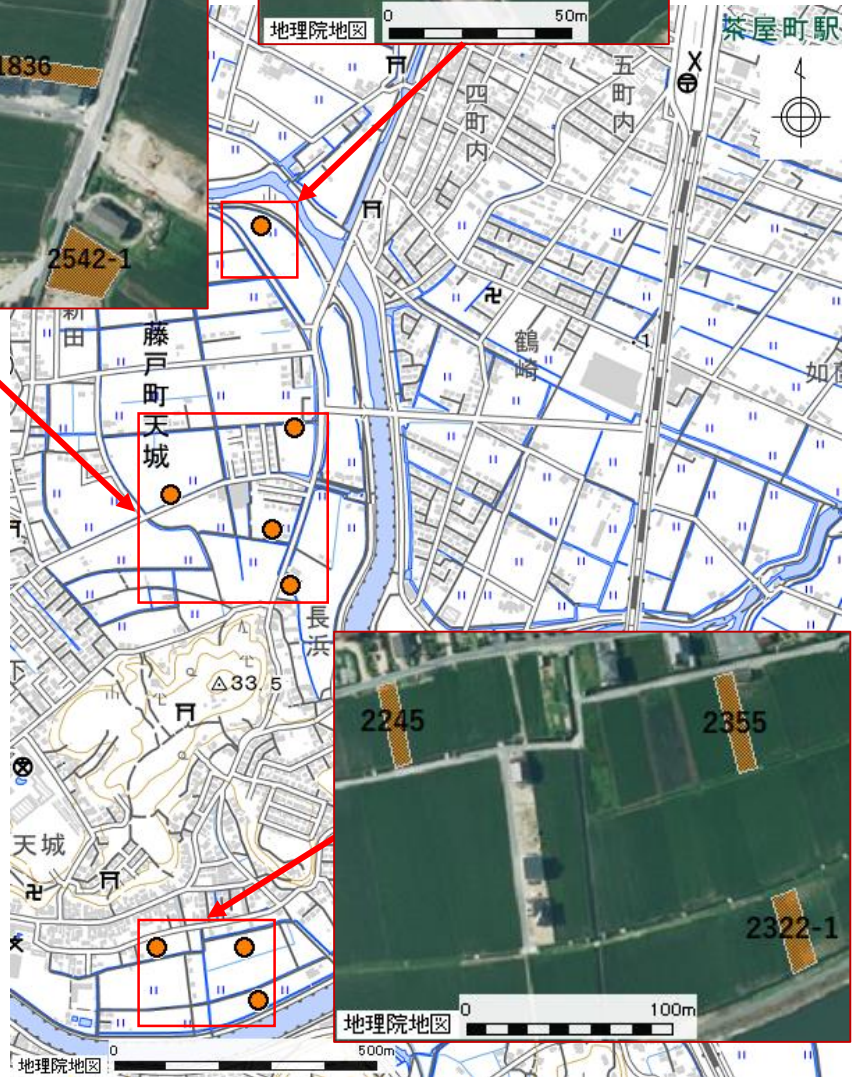 0 50m
地理院地図
茶屋町駅
1836
五町内
四町内
2542-1
新田
藤戸町天城
鶴崎
・1
長浜
33.5
2245
2355
天城
2322-1
0 100m
地理院地図
0 500m
地理院地図